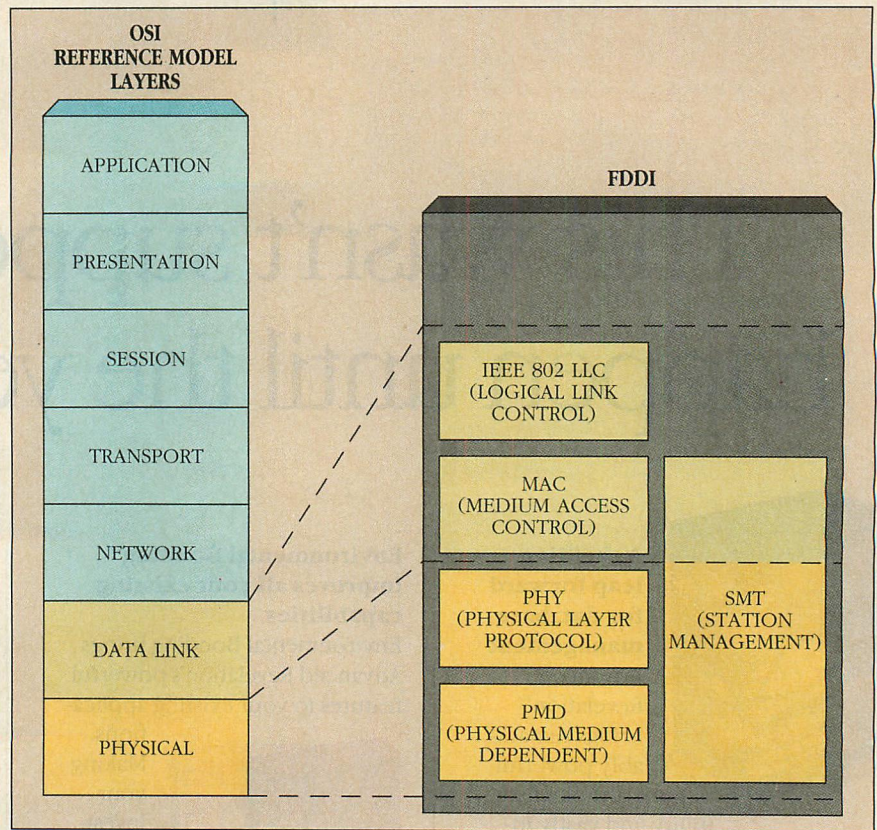 OSI
REFERENCE MODEL
LAYERS
APPLICATION
PRESENTATION
SESSION
TRANSPORT
NETWORK
DATA LINK
PHYSICAL
FDDI
IEEE 802 LLC
(LOGICAL LINK
CONTROL)
MAC
(MEDIUM ACCESS
CONTROL)
PHY
(PHYSICAL LAYER
PROTOCOL)
PMD
(PHYSICAL MEDIUM
DEPENDENT)
SMT
(STATION
MANAGEMENT)